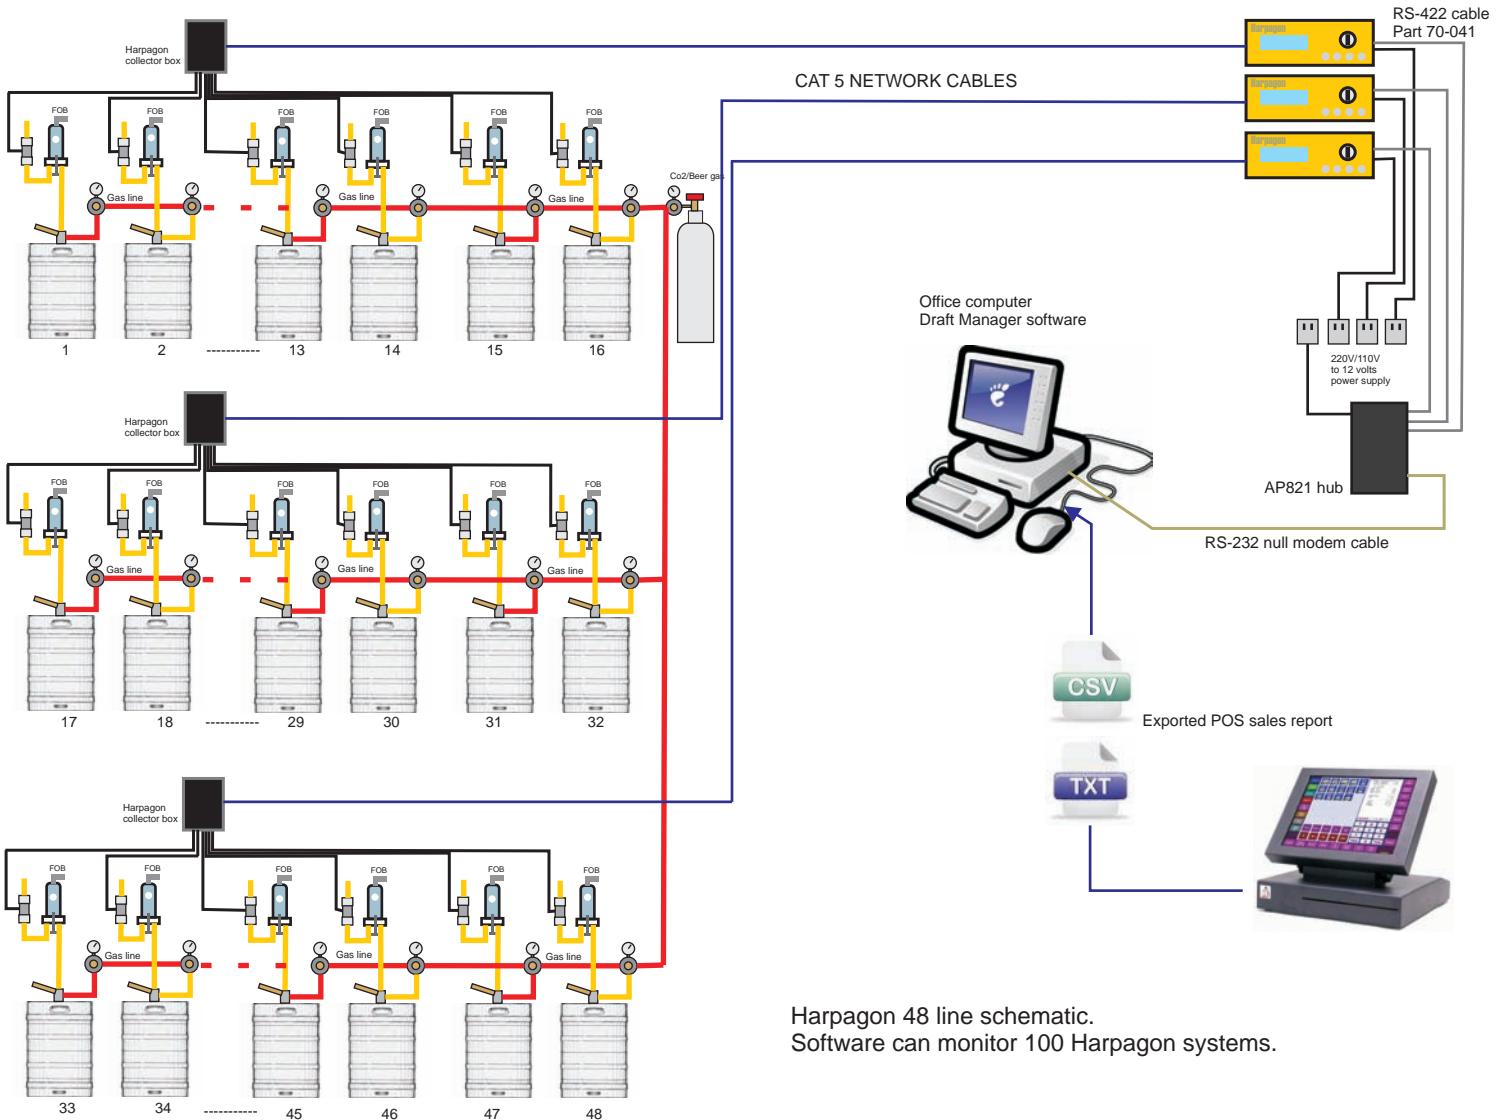 RS-422 cable
Part 70-041
Harpagon
Harpagon
Harpagon
CAT 5 NETWORK CABLES
Harpagon
collector box
FOB
FOB
FOB
FOB
FOB
FOB
Co2/Beer gas
Gas line
Gas line
Gas line
1
2
-----------
13
14
15
16
Office computer
Draft Manager software
220V/110V
to 12 volts
power supply
AP821 hub
RS-232 null modem cable
Harpagon
collector box
FOB
FOB
FOB
FOB
FOB
FOB
Gas line
Gas line
Gas line
17
18
-----------
29
30
31
32
CSV
Exported POS sales report
TXT
Harpagon
collector box
FOB
FOB
FOB
FOB
FOB
FOB
Gas line
Gas line
Gas line
33
34
-----------
45
46
47
48
Harpagon 48 line schematic.
Software can monitor 100 Harpagon systems.